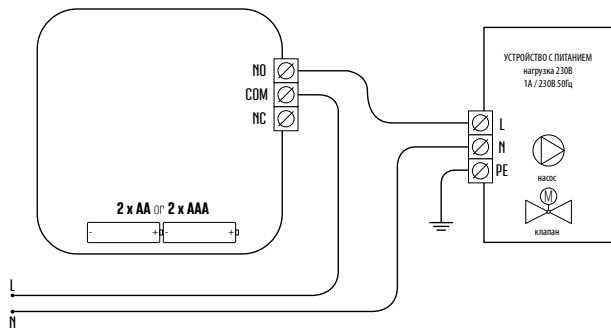 NO
COM
NC
2 x AA or 2 x AAA
- + - +
L
N
УСТРОЙСТВО С ПИТАНИЕМ
нагрузка 230В
1А / 230В 50Гц
L
N
PE
насос
M
клапан